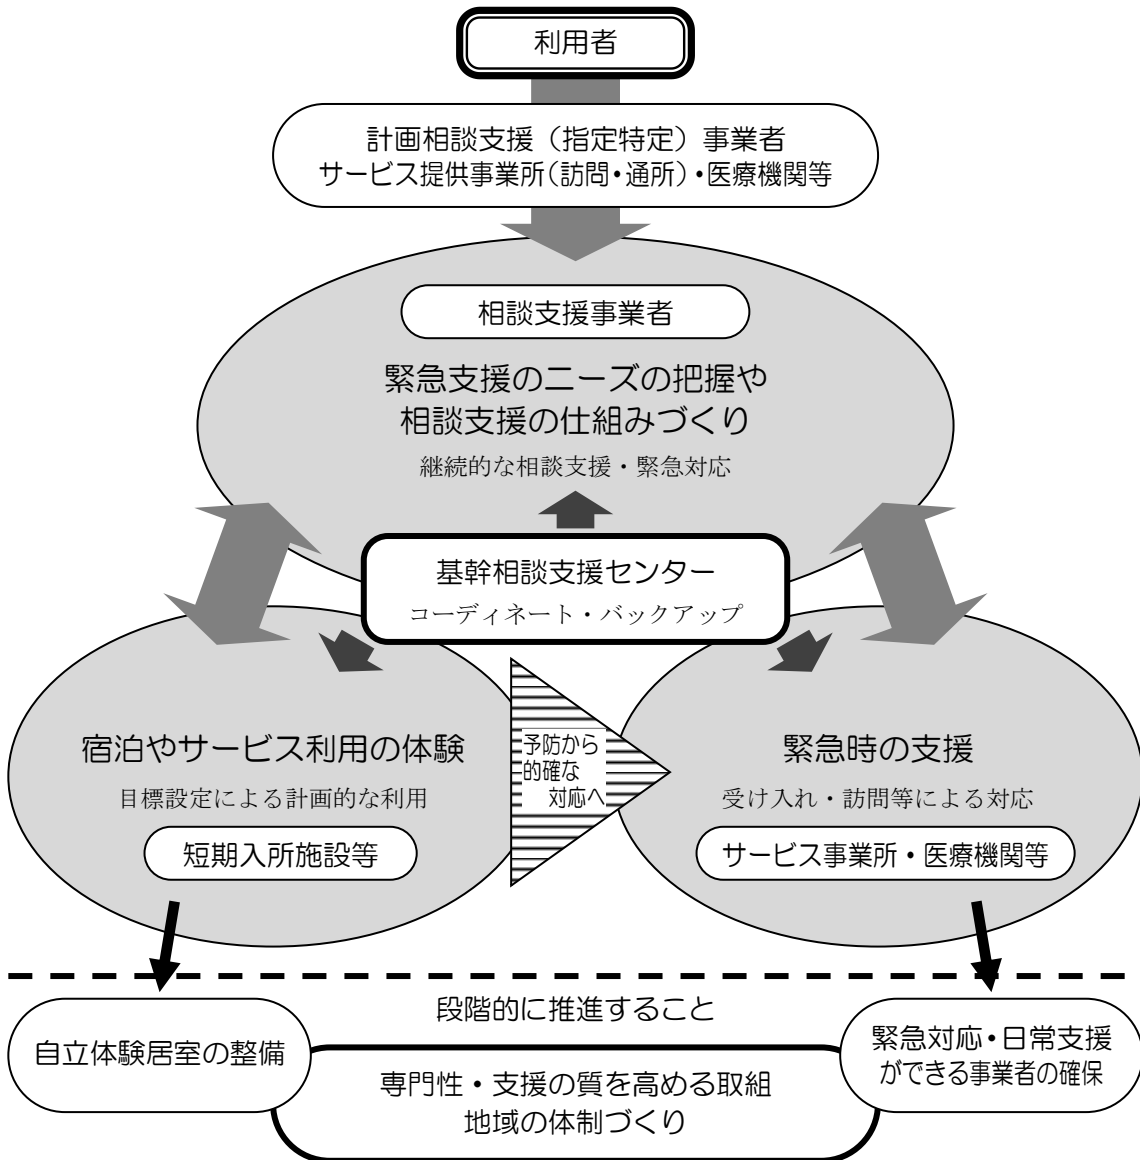 利用者
計画相談支援（指定特定）事業者
サービス提供事業所（訪問・通所）・医療機関等
相談支援事業者
緊急支援のニーズの把握や
相談支援の仕組みづくり
継続的な相談支援・緊急対応
基幹相談支援センター
コーディネート・バックアップ
宿泊やサービス利用の体験
目標設定による計画的な利用
短期入所施設等
予防から
的確な
対応へ
緊急時の支援
受け入れ・訪問等による対応
サービス事業所・医療機関等
段階的に推進すること
自立体験居室の整備
専門性・支援の質を高める取組
地域の体制づくり
緊急対応・日常支援
ができる事業者の確保